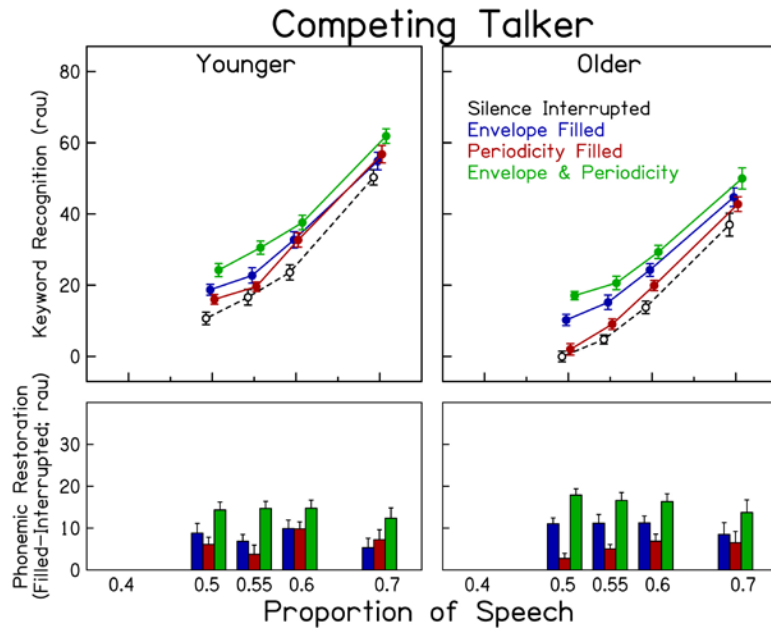 Competing Talker
Younger
Older
Silence Interrupted
Envelope Filled
Periodicity Filled
Envelope & Periodicity
Keyword Recognition (rau)
80
60
40
20
0
Phonemic Restoration
(Filled-Interrupted; rau)
30
20
10
0
0.4 0.5 0.55 0.6 0.7
0.4 0.5 0.55 0.6 0.7
Proportion of Speech